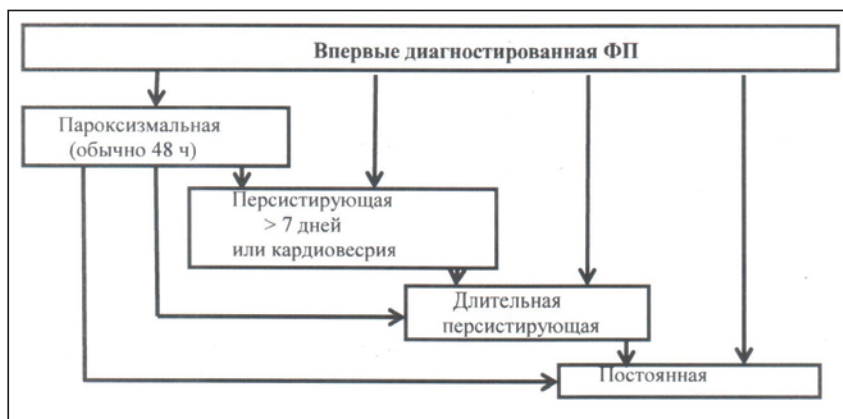 Впервые диагностированная ФП
Пароксизмальная
(обычно 48 ч)
Персистирующая
> 7 дней
или кардиовесрия
Длительная
персистирующая
Постоянная